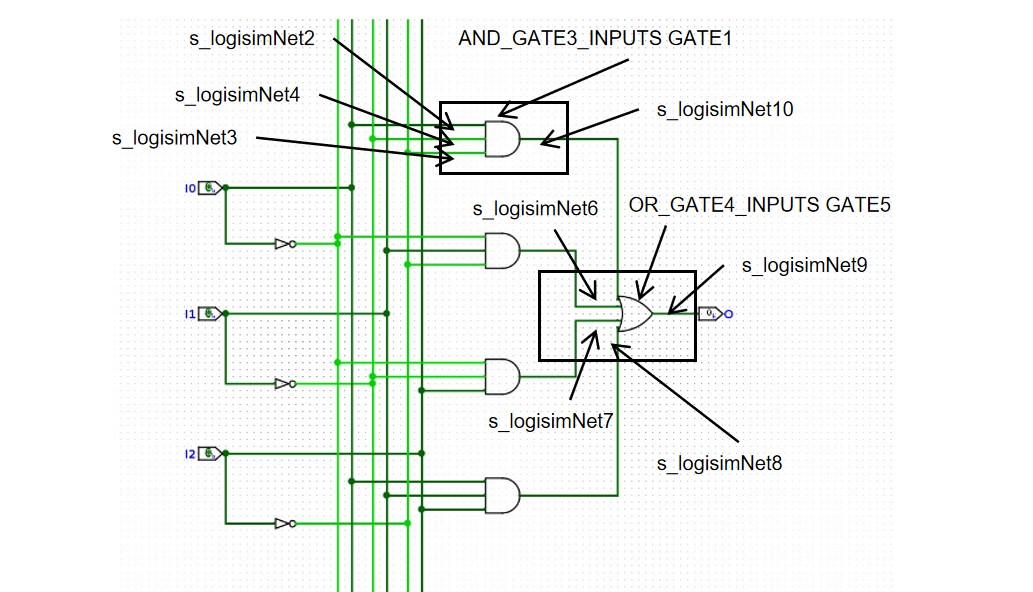 s_logisimNet2
AND_GATE3_INPUTS GATE1
s_logisimNet4
s_logisimNet10
s_logisimNet3
I0
s_logisimNet6
OR_GATE4_INPUTS GATE5
s_logisimNet9
I1
O
s_logisimNet7
I2
s_logisimNet8